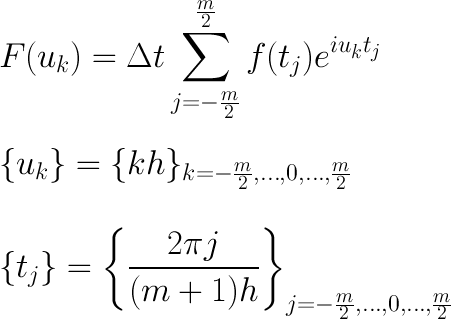 $F(u_k) = \Delta t \sum_{j=-\frac{m}{2}}^{\frac{m}{2}} f(t_j) e^{i u_k t_j}$
$\{u_k\} = \{kh\}_{k=-\frac{m}{2},\ldots,0,\ldots,\frac{m}{2}}$
$\{t_j\} = \left\{\frac{2\pi j}{(m+1)h}\right\}_{j=-\frac{m}{2},\ldots,0,\ldots,\frac{m}{2}}$